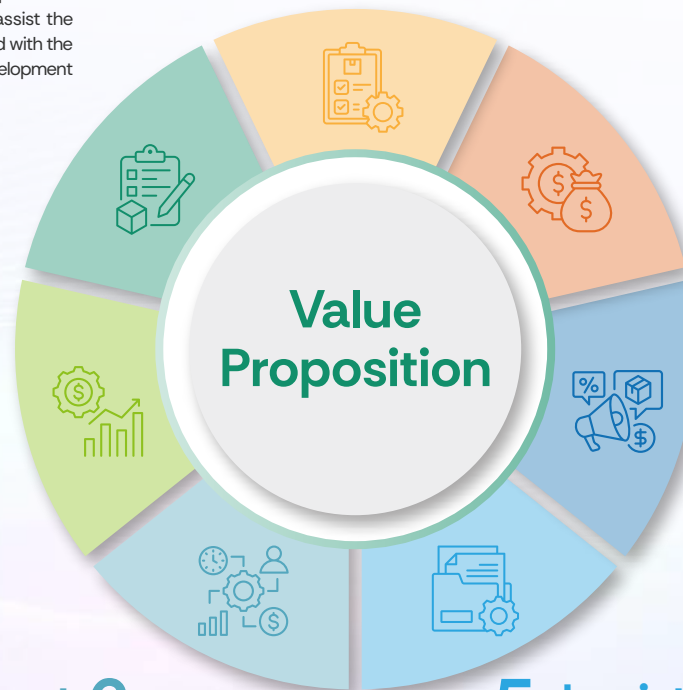 assist the
d with the
elopment
Value
Proposition
%
$
$
$
$
$